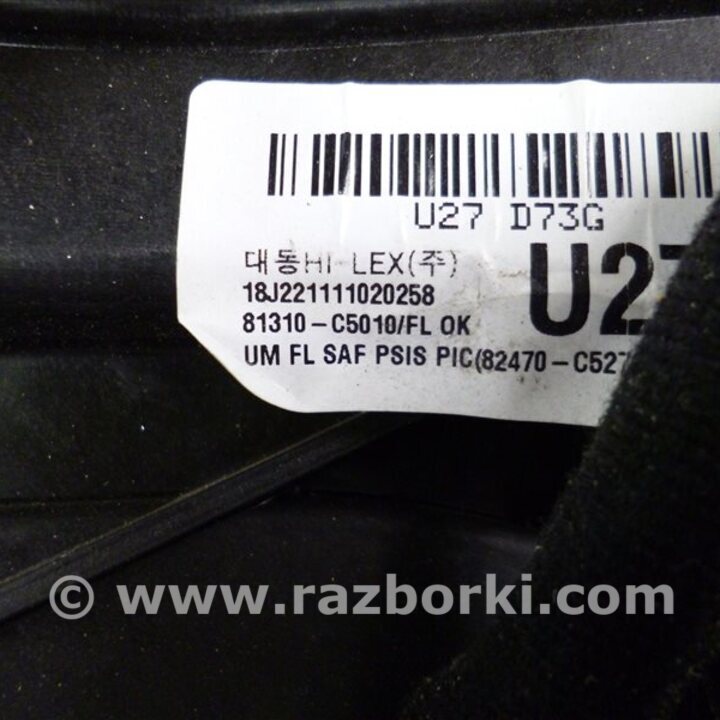 U27 D73G
대동HI-LEX(주)
18J221111020258
81310-C5010/FL OK
UM FL SAF PSIS PIC(82470-C527
© www.razborki.com